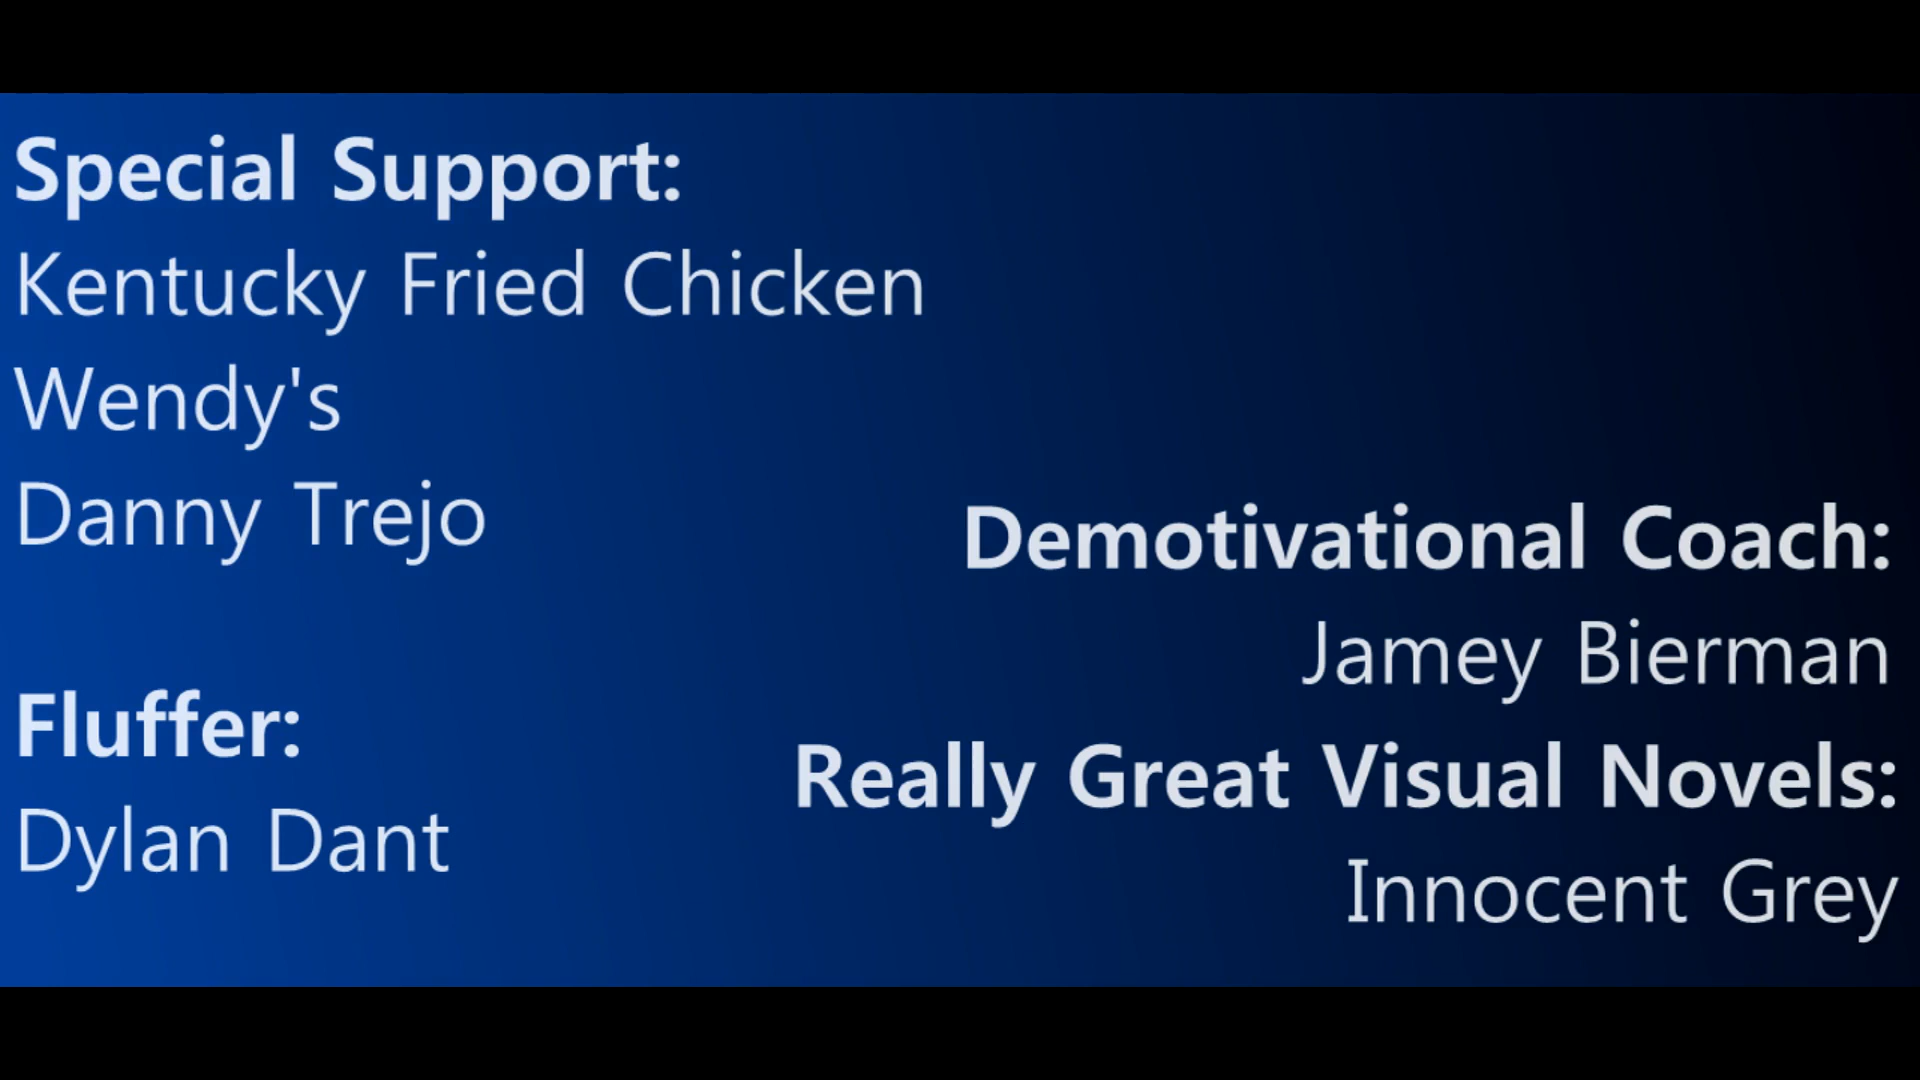 Special Support:
Kentucky Fried Chicken
Wendy's
Danny Trejo
Fluffer:
Dylan Dant
Demotivational Coach:
Jamey Bierman
Really Great Visual Novels:
Innocent Grey